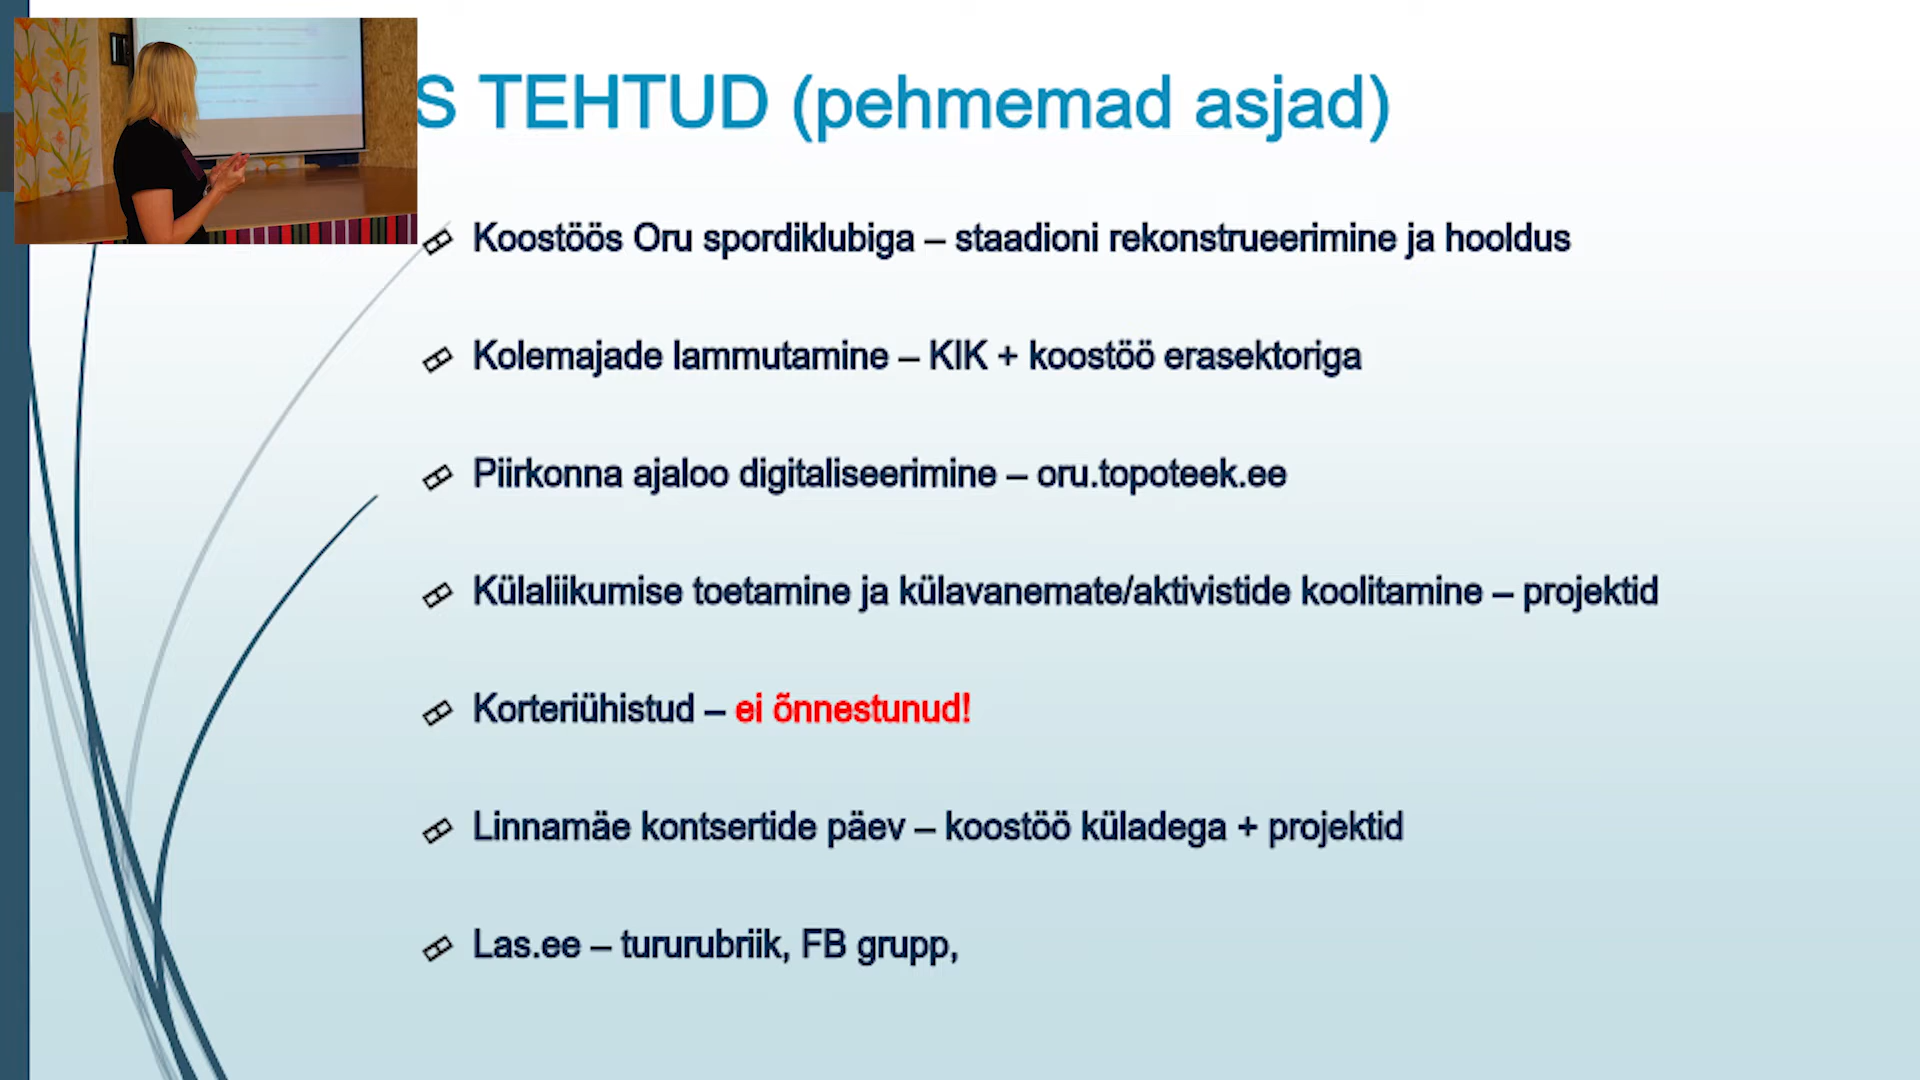 S TEHTUD (pehmemad asjad)
Koostöös Oru spordiklubiga – staadioni rekonstrueerimine ja hooldus
Kolemajade lammutamine – KIK + koostöö erasektoriga
Piirkonna ajaloo digitaliseerimine – oru.topoteek.ee
Külaliikumise toetamine ja külavanemate/aktivistide koolitamine – projektid
Korteriühistud – ei õnnestunud!
Linnamäe kontsertide päev – koostöö küladega + projektid
Las.ee – tururubriik, FB grupp,